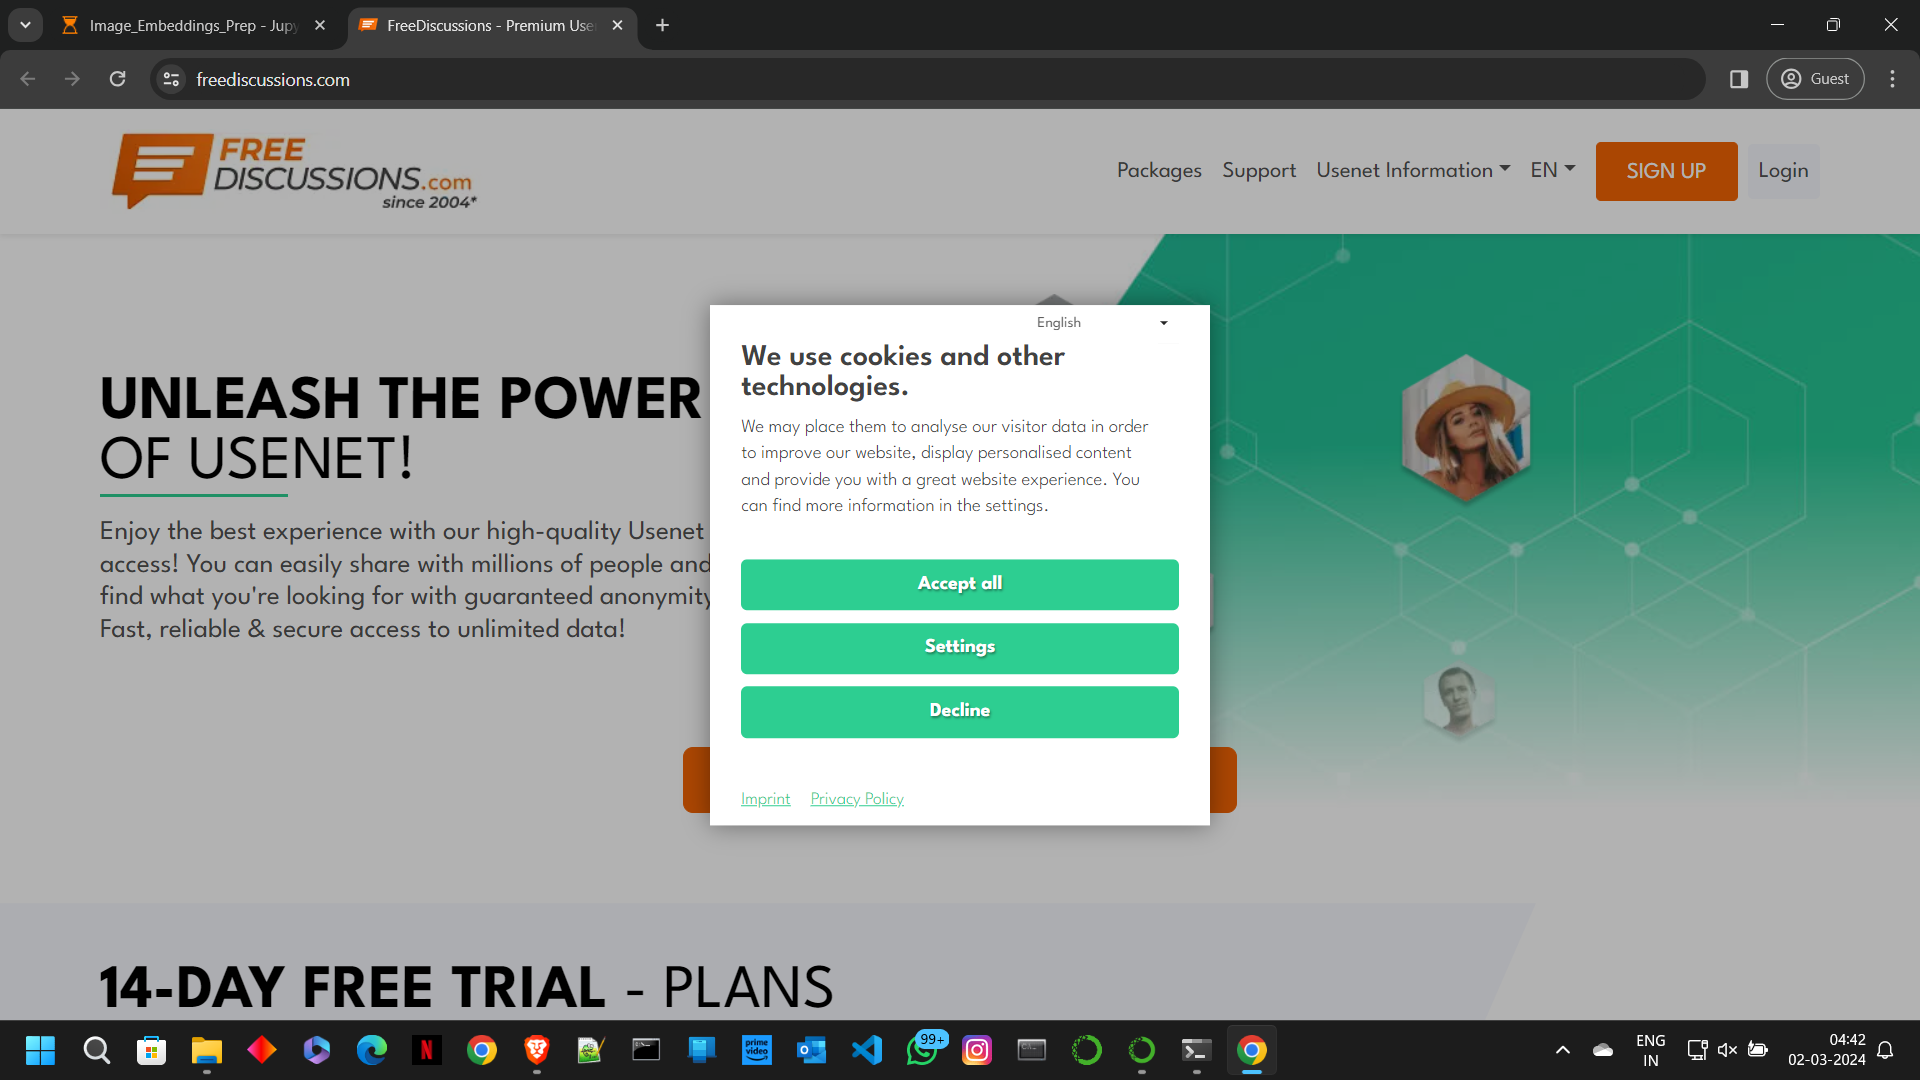 Image_Embeddings_Prep - Jupy
FreeDiscussions - Premium Use
freediscussions.com
Guest
FREE
DISCUSSIONS.com
since 2004*
Packages
Support
Usenet Information
EN
SIGN UP
Login
UNLEASH THE POWER
OF USENET!
Enjoy the best experience with our high-quality Usenet
access! You can easily share with millions of people and
find what you're looking for with guaranteed anonymity
Fast, reliable & secure access to unlimited data!
English
We use cookies and other
technologies.
We may place them to analyse our visitor data in order
to improve our website, display personalised content
and provide you with a great website experience. You
can find more information in the settings.
Accept all
Settings
Decline
Imprint Privacy Policy
14-DAY FREE TRIAL - PLANS
N
prime
video
99+
ENG
IN
04:42
02-03-2024